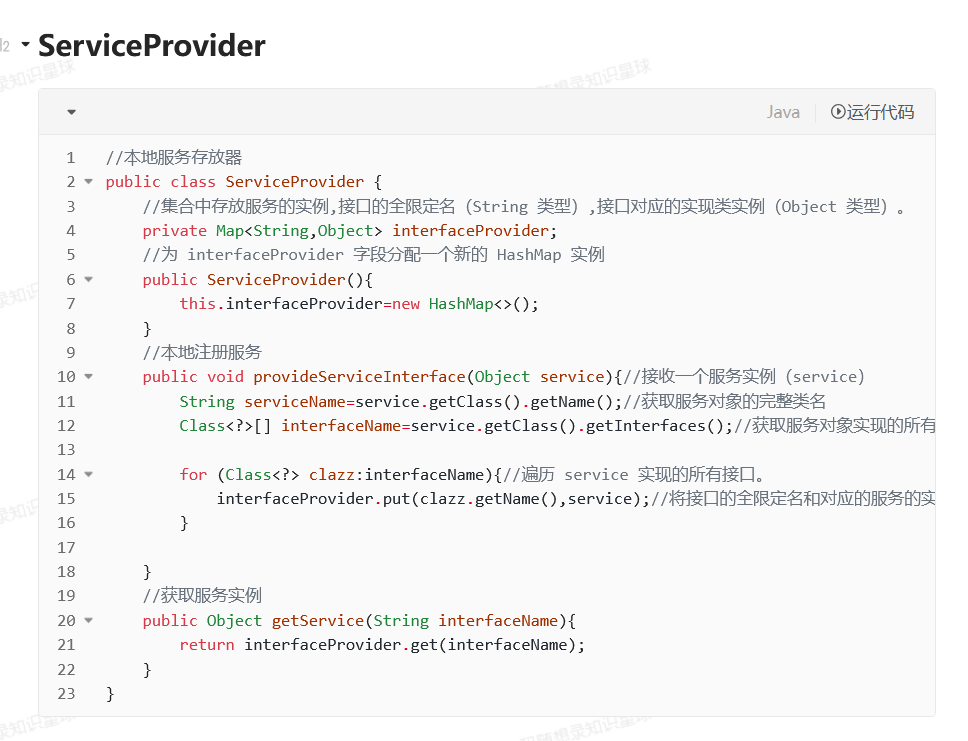 ServiceProvider
Java 运行代码
1 //本地服务存放器
2 public class ServiceProvider {
3 //集合中存放服务的实例,接口的全限定名（String 类型）,接口对应的实现类实例（Object 类型）。
4 private Map<String,Object> interfaceProvider;
5 //为 interfaceProvider 字段分配一个新的 HashMap 实例
6 public ServiceProvider(){
7 this.interfaceProvider=new HashMap<>();
8 }
9 //本地注册服务
10 public void provideServiceInterface(Object service){//接收一个服务实例（service）
11 String serviceName=service.getClass().getName();//获取服务对象的完整类名
12 Class<?>[] interfaceName=service.getClass().getInterfaces();//获取服务对象实现的所有
13
14 for (Class<?> clazz:interfaceName){//遍历 service 实现的所有接口。
15 interfaceProvider.put(clazz.getName(),service);//将接口的全限定名和对应的服务的实
16 }
17
18 }
19 //获取服务实例
20 public Object getService(String interfaceName){
21 return interfaceProvider.get(interfaceName);
22 }
23 }